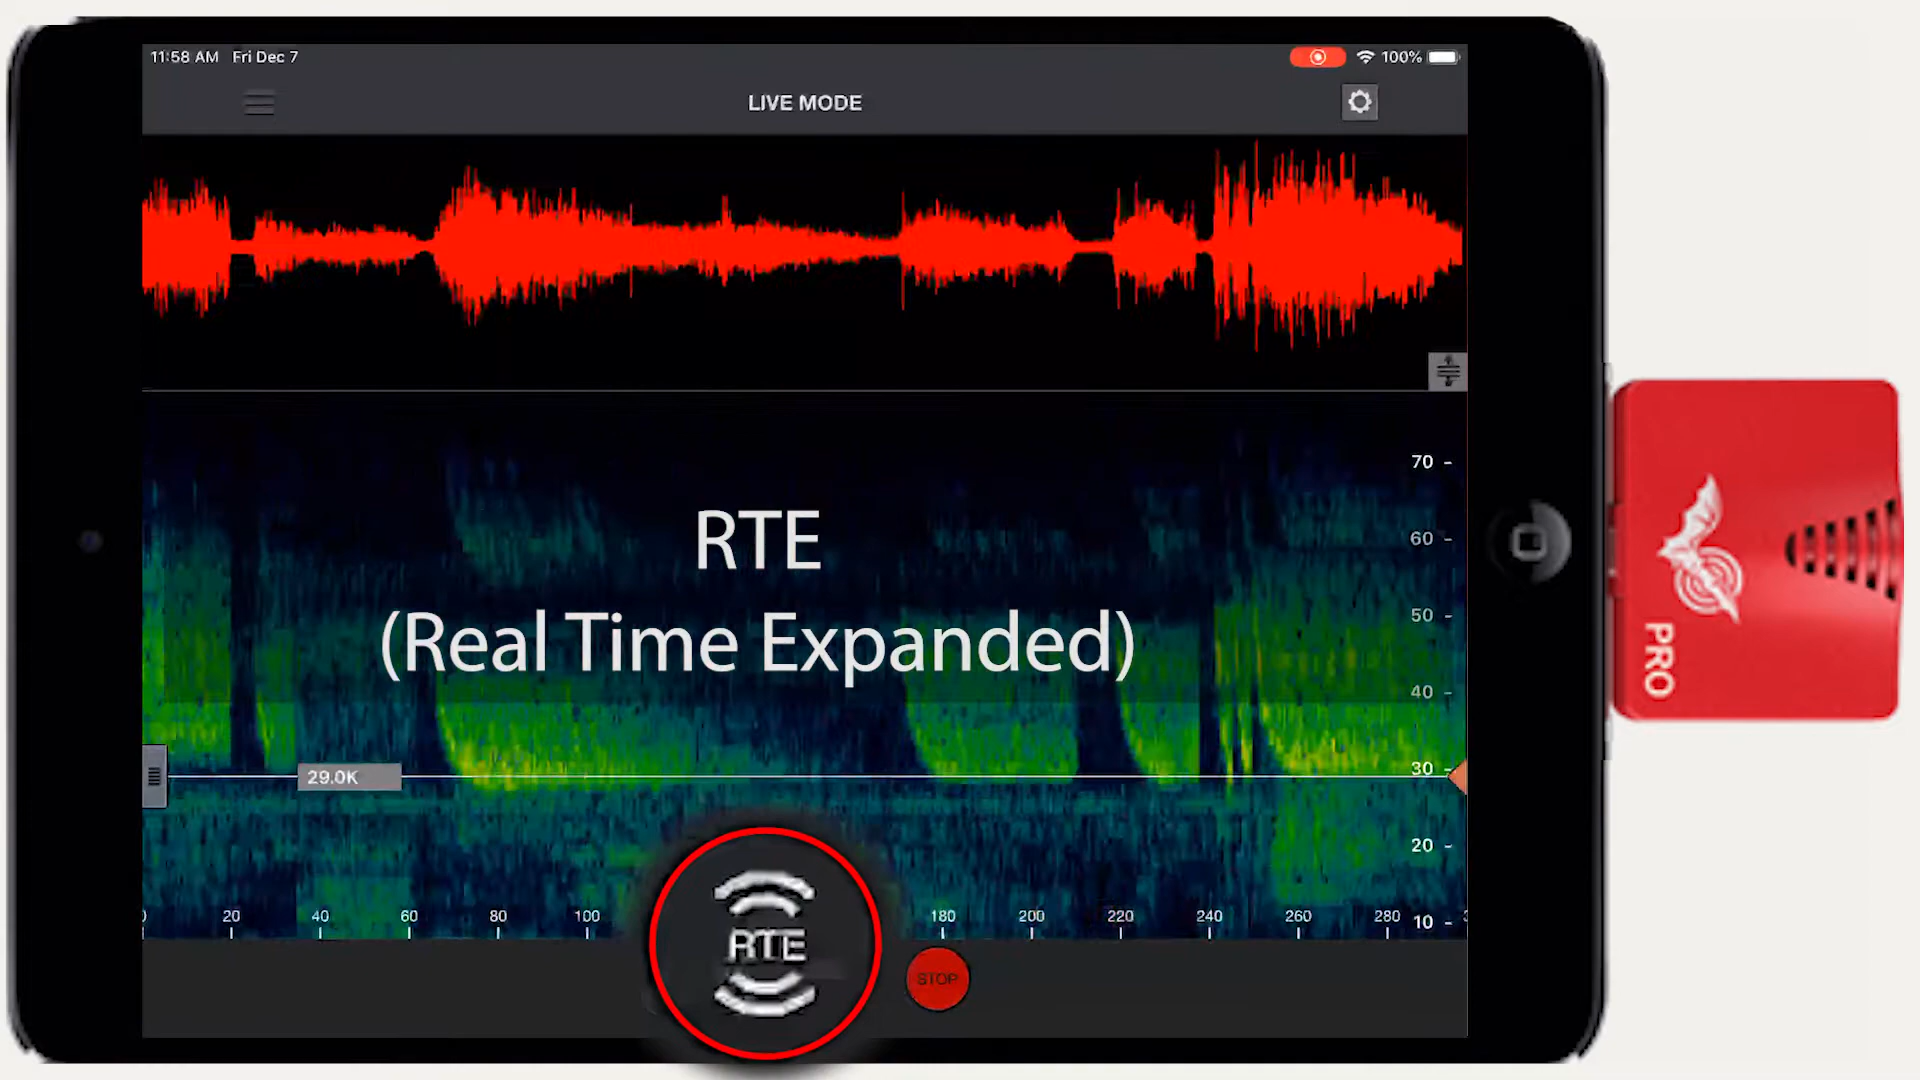 11:58 AM Fri Dec 7
100%
LIVE MODE
70
60
RTE
50
(Real Time Expanded)
40
PRO
29.0K
30
20
20 40 60 80 100 180 200 220 240 260 280
10
RTE
STOP